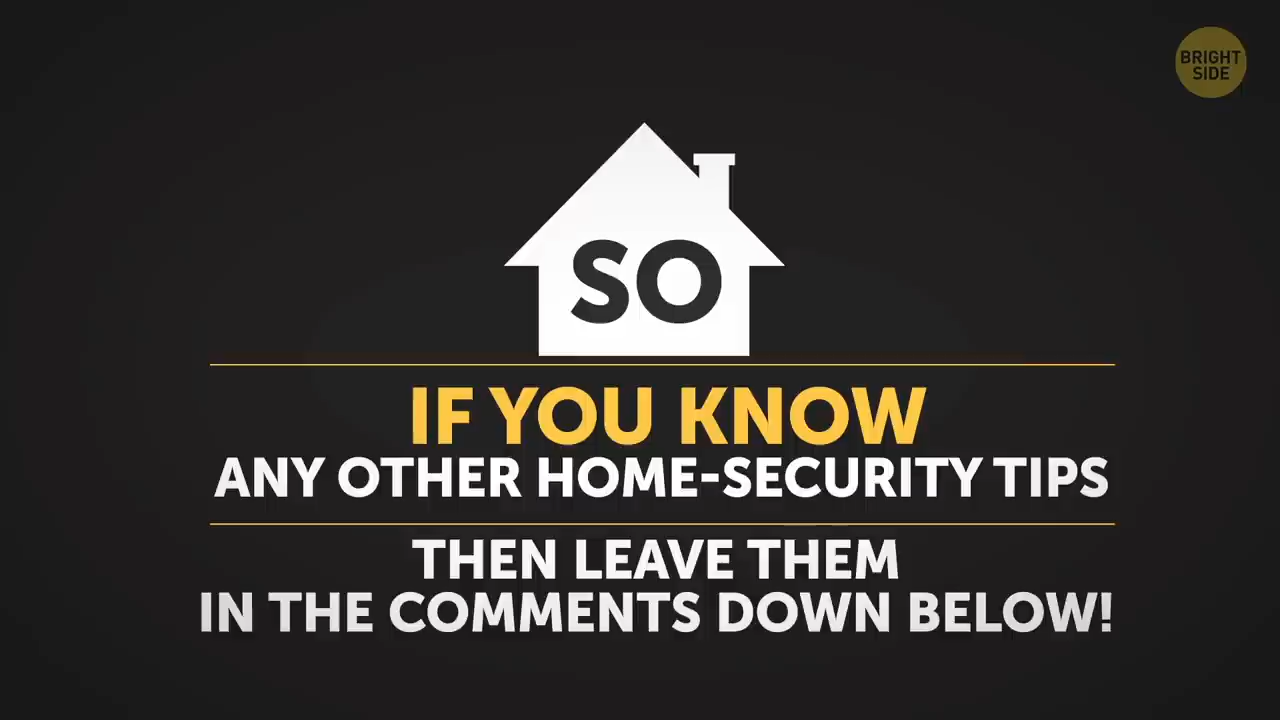 BRIGHT
SIDE
SO
IF YOU KNOW
ANY OTHER HOME-SECURITY TIPS
THEN LEAVE THEM
IN THE COMMENTS DOWN BELOW!